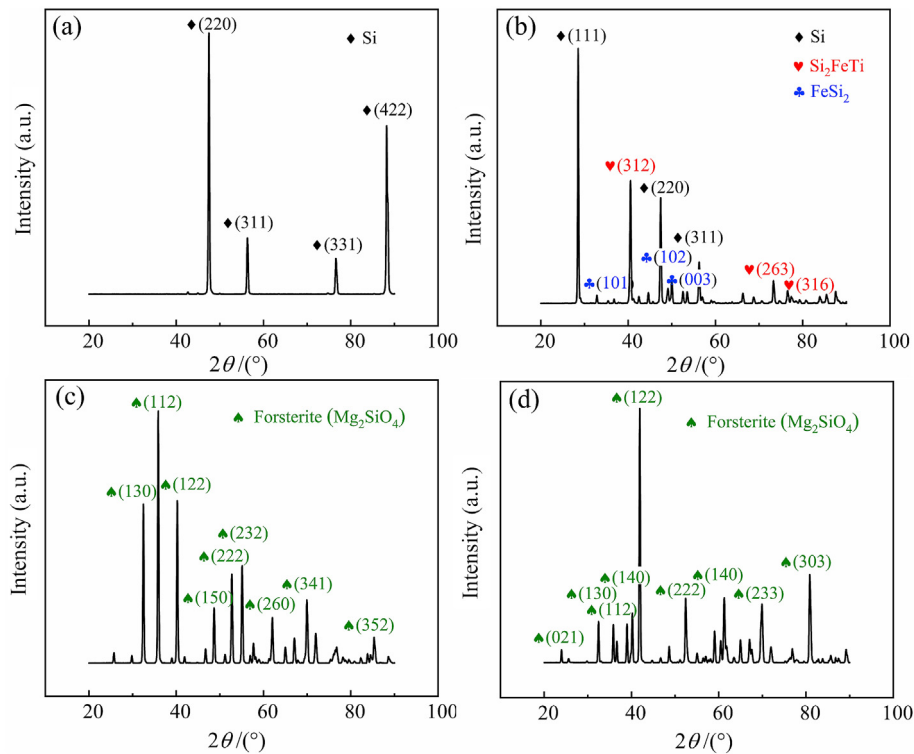 (a)
♦(220)
♦ Si
♦(422)
♦(311)
♦(331)
Intensity (a.u.)
20 40 60 80 100
2θ/(°)
(b)
♦(111)
♦ Si
♥ Si₂FeTi
♣ FeSi₂
♥(312)
♦(220)
♦(311)
♣(102)
♣(101)
♣(003)
♥(263)
♥(316)
Intensity (a.u.)
20 40 60 80 100
2θ/(°)
(c)
♠(112)
♠ Forsterite (Mg₂SiO₄)
♠(130)
♠(122)
♠(232)
♠(222)
♠(150)
♠(260)
♠(341)
♠(352)
Intensity (a.u.)
20 40 60 80 100
2θ/(°)
(d)
♠(122)
♠ Forsterite (Mg₂SiO₄)
♠(303)
♠(140)
♠(140)
♠(130)
♠(222)
♠(233)
♠(112)
♠(021)
Intensity (a.u.)
20 40 60 80 100
2θ/(°)